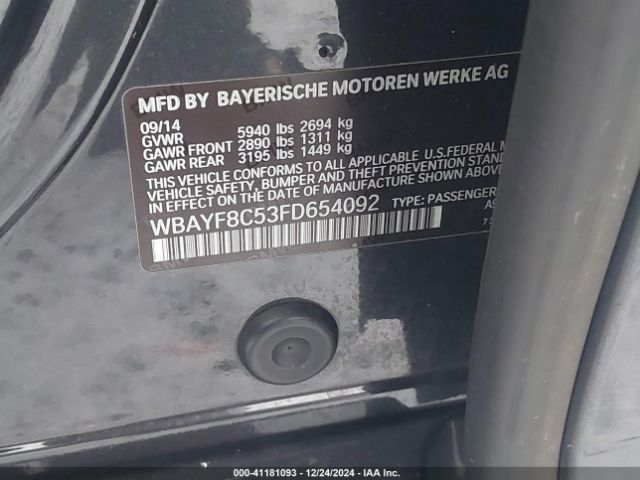 MFD BY BAYERISCHE MOTOREN WERKE AG
09/14
GVWR 5940 lbs 2694 kg
GAWR FRONT 2890 lbs 1311 kg
GAWR REAR 3195 lbs 1449 kg
THIS VEHICLE CONFORMS TO ALL APPLICABLE U.S.FEDERAL M
VEHICLE SAFETY, BUMPER AND THEFT PREVENTION STAND
IN EFFECT ON THE DATE OF MANUFACTURE SHOWN ABOVE.
WBAYF8C53FD654092 TYPE: PASSENGER
000-41181093 • 12/24/2024 • IAA Inc.